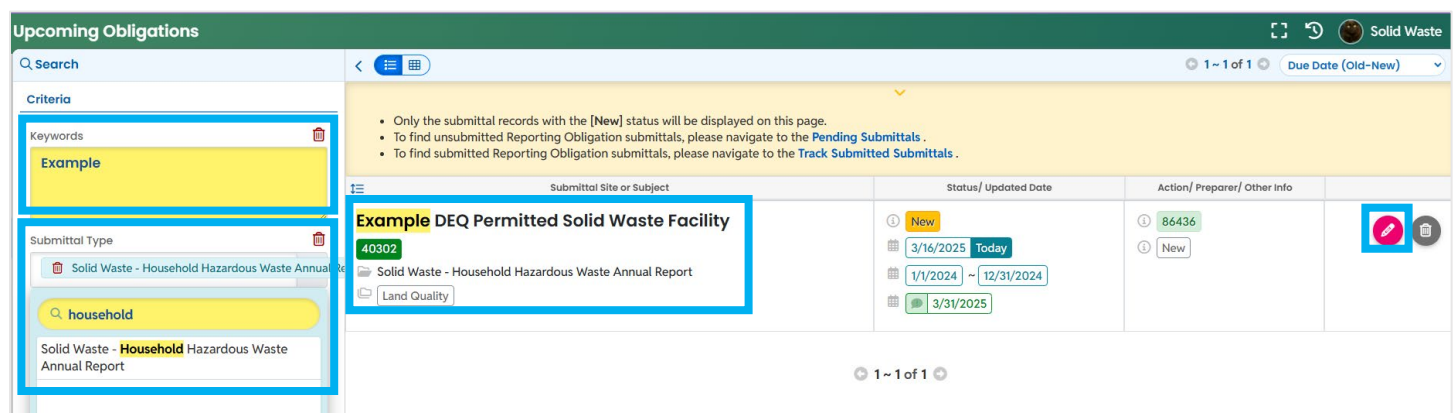 Upcoming Obligations
Solid Waste
Search
1 ~ 1 of 1
Due Date (Old-New)
Criteria
Keywords
Example
Submittal Type
Solid Waste - Household Hazardous Waste Annual Re
household
Solid Waste - Household Hazardous Waste
Annual Report
• Only the submittal records with the [New] status will be displayed on this page.
• To find unsubmitted Reporting Obligation submittals, please navigate to the Pending Submittals .
• To find submitted Reporting Obligation submittals, please navigate to the Track Submitted Submittals .
Submittal Site or Subject
Status/ Updated Date
Action/ Preparer/ Other Info
Example DEQ Permitted Solid Waste Facility
40302
Solid Waste - Household Hazardous Waste Annual Report
Land Quality
New
3/16/2025 Today
1/1/2024 ~ 12/31/2024
3/31/2025
86436
New
1 ~ 1 of 1